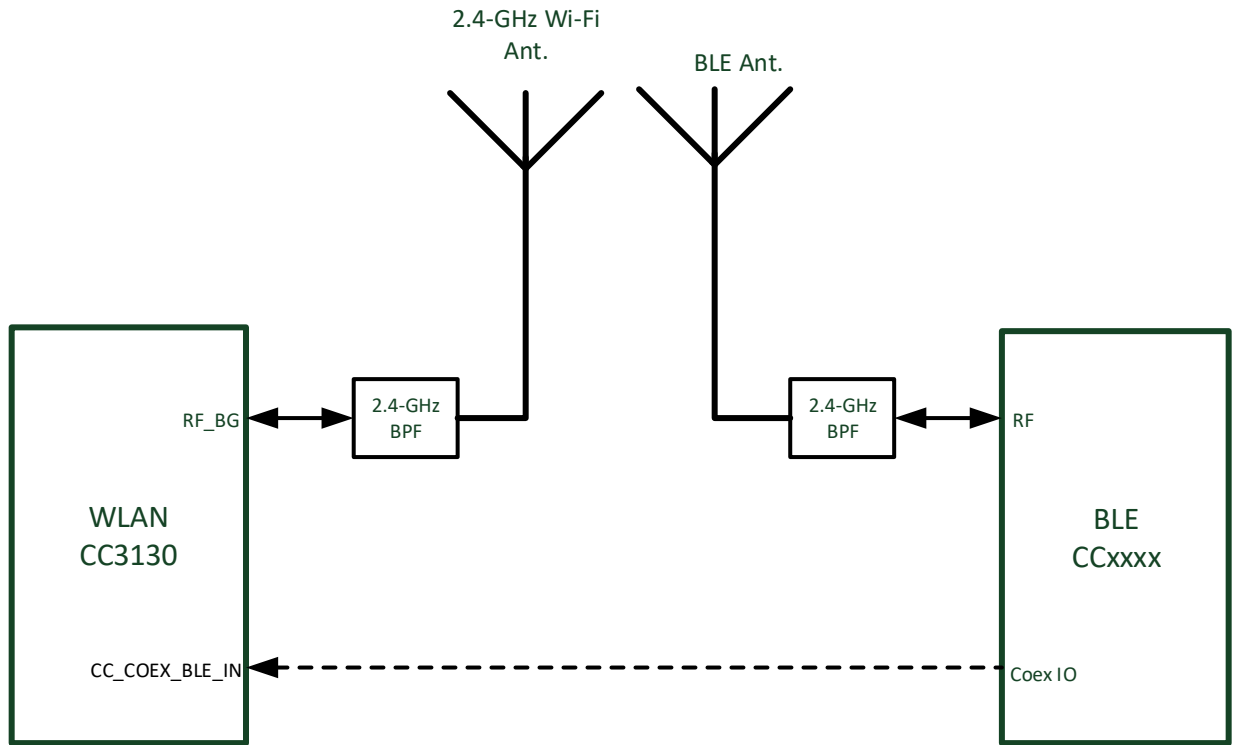 2.4-GHz Wi-Fi
Ant.
BLE Ant.
RF_BG
2.4-GHz
BPF
2.4-GHz
BPF
RF
WLAN
CC3130
BLE
CCxxxx
CC_COEX_BLE_IN
Coex IO